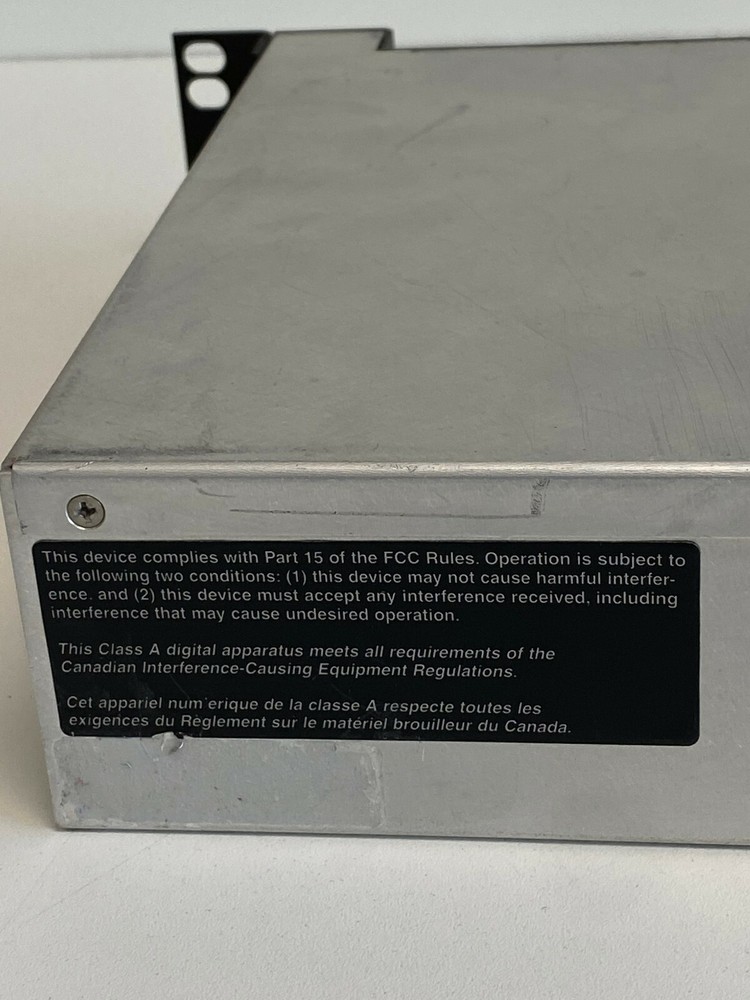 This device complies with Part 15 of the FCC Rules. Operation is subject to
the following two conditions: (1) this device may not cause harmful interfer-
ence. and (2) this device must accept any interference received, including
interference that may cause undesired operation.
This Class A digital apparatus meets all requirements of the
Canadian Interference-Causing Equipment Regulations.
Cet appariel num'erique de la classe A respecte toutes les
exigences du Règlement sur le matériel brouilleur du Canada.